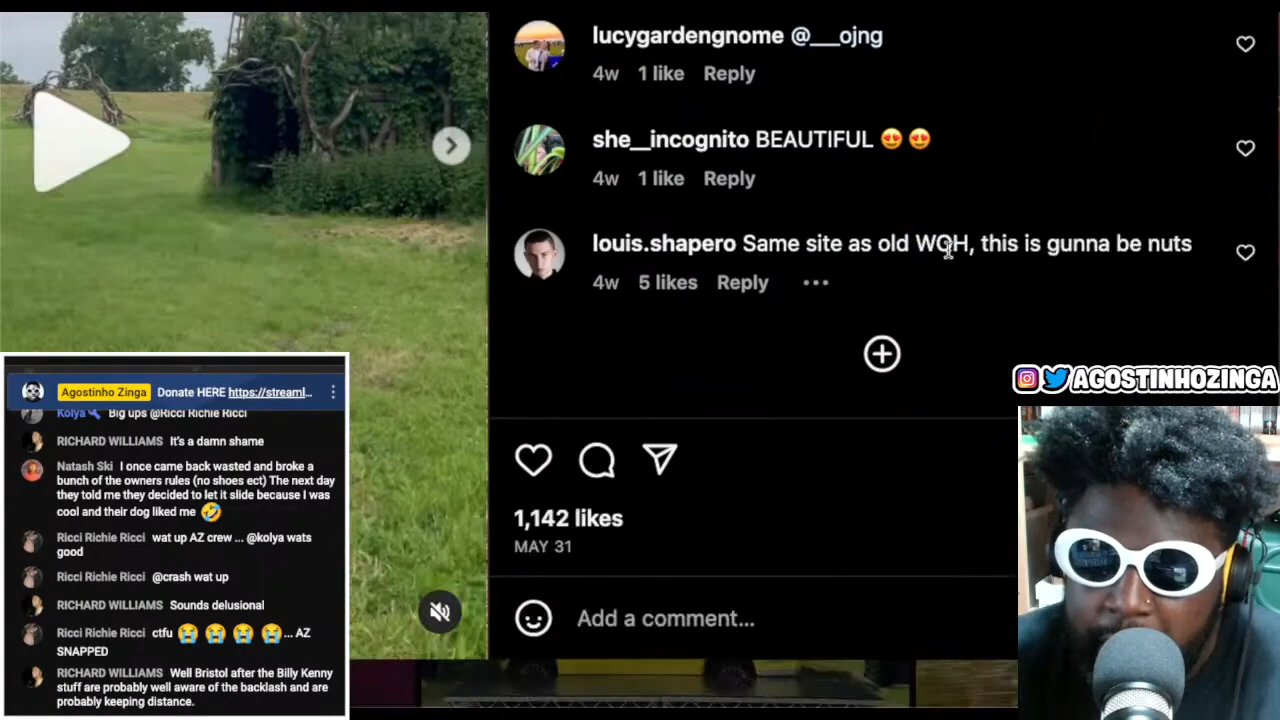 lucygardengnome @___ojng
4w 1 like Reply
she__incognito BEAUTIFUL 😍😍
4w 1 like Reply
louis.shapero Same site as old WGH, this is gunna be nuts
4w 5 likes Reply ...
1,142 likes
MAY 31
Add a comment...
Agostinho Zinga Donate HERE https://streaml...
Kolya Big ups @Ricci Richie Ricci
RICHARD WILLIAMS It's a damn shame
Natash Ski I once came back wasted and broke a
bunch of the owners rules (no shoes ect) The next day
they told me they decided to let it slide because I was
cool and their dog liked me 🤣
Ricci Richie Ricci wat up AZ crew ... @kolya wats
good
Ricci Richie Ricci @crash wat up
RICHARD WILLIAMS Sounds delusional
Ricci Richie Ricci ctfu 😭😭😭😭... AZ
SNAPPED
RICHARD WILLIAMS Well Bristol after the Billy Kenny
stuff are probably well aware of the backlash and are
probably keeping distance.
AGOSTINHOZINGA